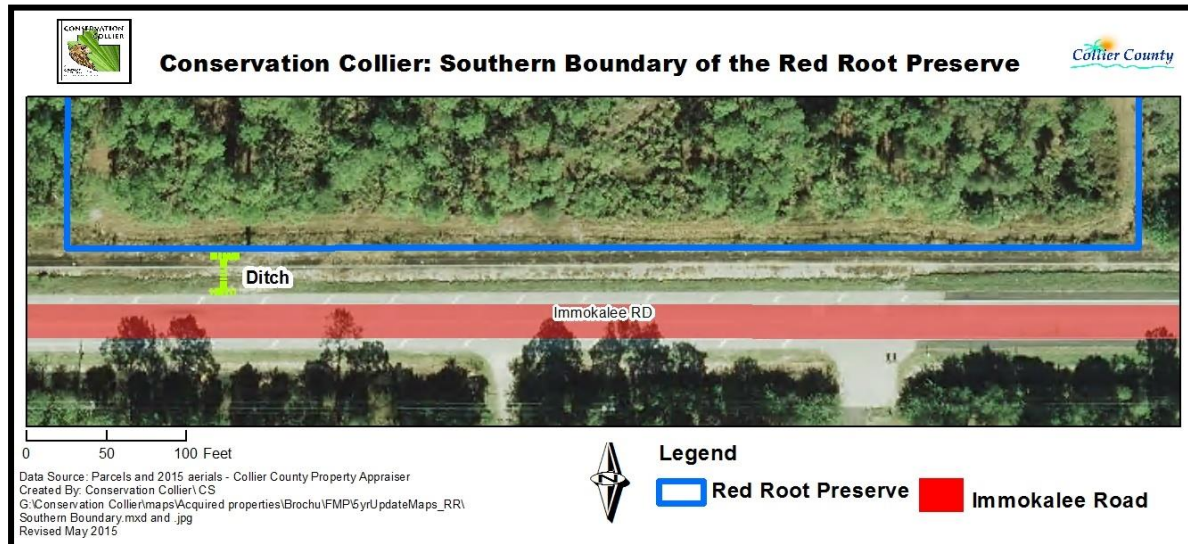 CONSERVATION
COLLIER
Conservation Collier: Southern Boundary of the Red Root Preserve
Collier County
Ditch
Immokalee RD
0 50 100 Feet
N
Legend
Red Root Preserve
Immokalee Road
Data Source: Parcels and 2015 aerials - Collier County Property Appraiser
Created By: Conservation Collier\ CS
G:\Conservation Collier\maps\Acquired properties\Brochu\FMP\5yrUpdateMaps_RR\
Southern Boundary.mxd and .jpg
Revised May 2015